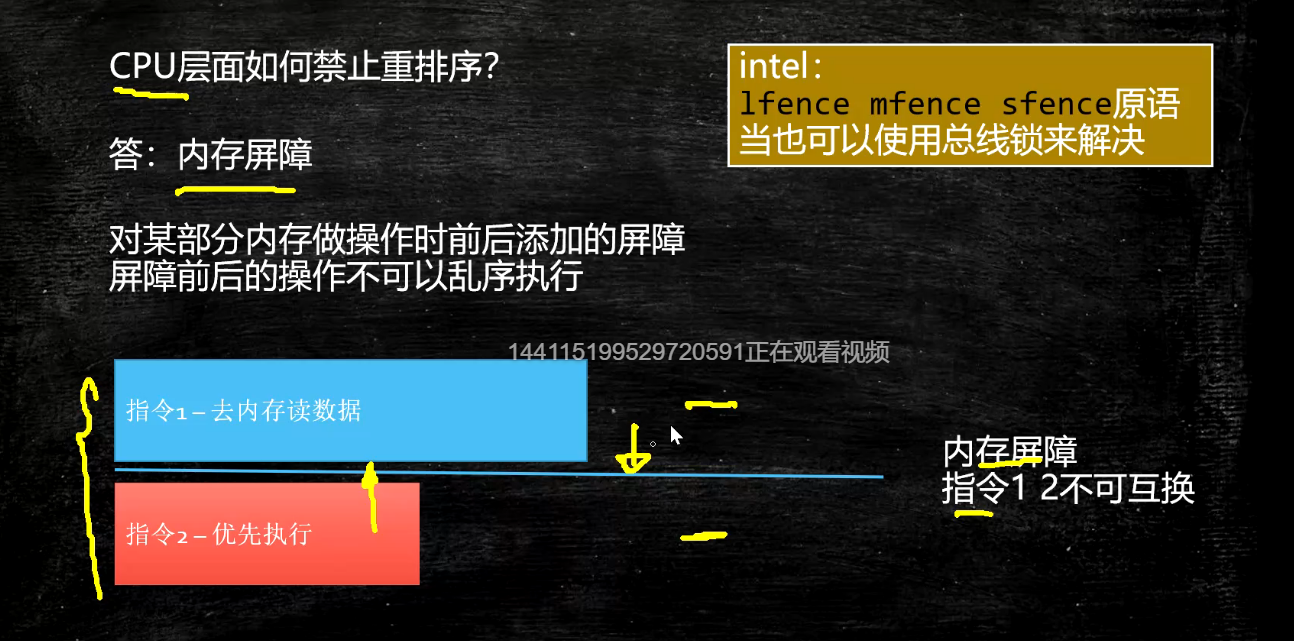 CPU层面如何禁止重排序?
intel:
lfence mfence sfence原语
当也可以使用总线锁来解决
答：内存屏障
对某部分内存做操作时前后添加的屏障
屏障前后的操作不可以乱序执行
144115199529720591正在观看视频
指令1 – 去内存读数据
内存屏障
指令1 2不可互换
指令2 – 优先执行